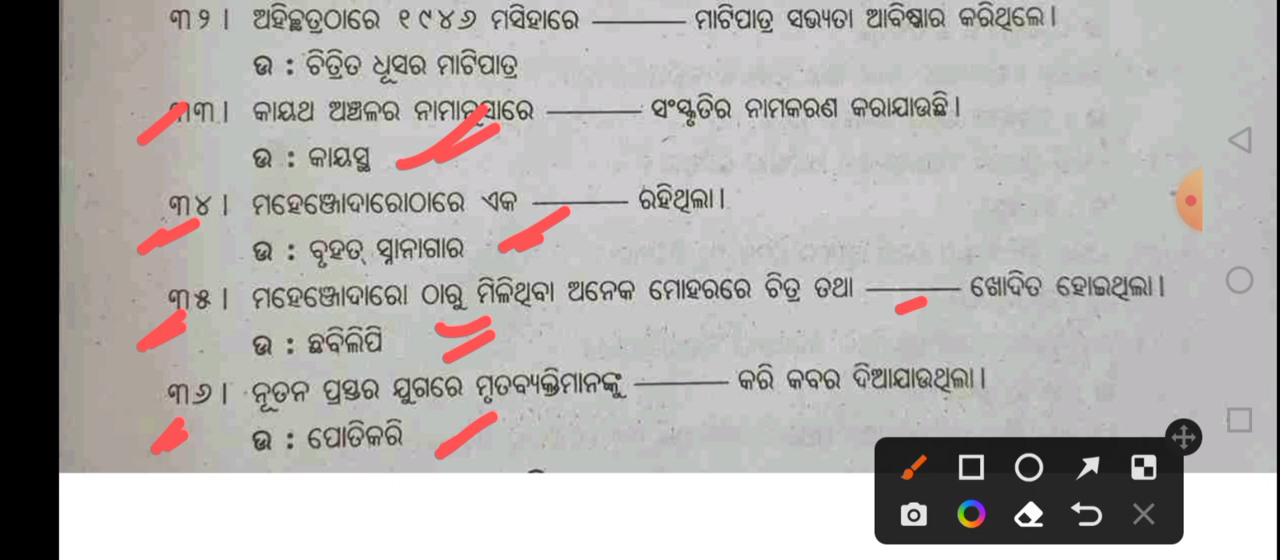 ୩୨। ଅହିଚ୍ଛତ୍ରଠାରେ ୧୯୪୬ ମସିହାରେ ——— ମାଟିପାତ୍ର ସଭ୍ୟତା ଆବିଷ୍କାର କରିଥିଲେ।
ଉ : ଚିତ୍ରିତ ଧୂସର ମାଟିପାତ୍ର
୩୩। କାୟଥ ଅଞ୍ଚଳର ନାମାନୁସାରେ ——— ସଂସ୍କୃତିର ନାମକରଣ କରାଯାଉଛି।
ଉ : କାୟସ୍ଥ
୩୪। ମହେଞ୍ଜୋଦାରୋଠାରେ ଏକ ——— ରହିଥିଲା।
ଉ : ବୃହତ୍ ସ୍ନାନାଗାର
୩୫। ମହେଞ୍ଜୋଦାରୋ ଠାରୁ ମିଳିଥିବା ଅନେକ ମୋହରରେ ଚିତ୍ର ତଥା ——— ଖୋଦିତ ହୋଇଥିଲା।
ଉ : ଛବିଲିପି
୩୬। ନୂତନ ପ୍ରସ୍ତର ଯୁଗରେ ମୃତବ୍ୟକ୍ତିମାନଙ୍କୁ ——— କରି କବର ଦିଆଯାଉଥିଲା।
ଉ : ପୋତିକରି